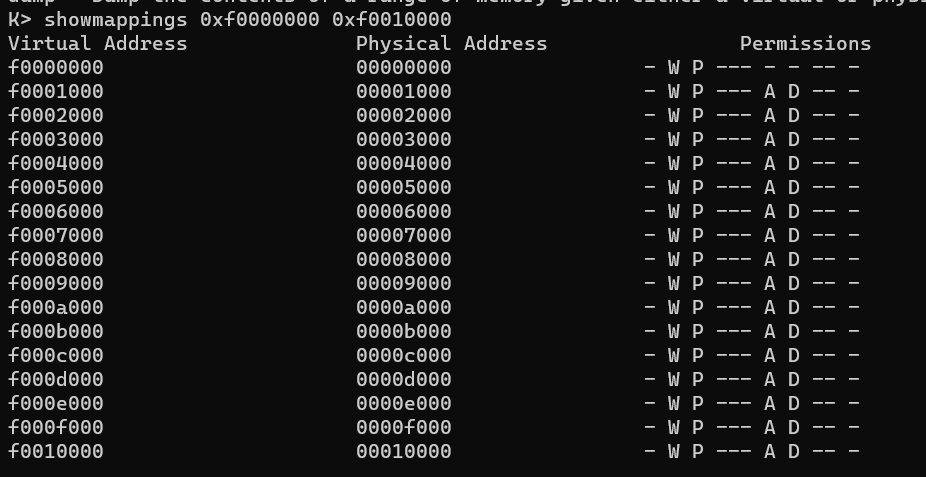 dump - Dump the contents of a range of memory given either a virtual or physi
K> showmappings 0xf0000000 0xf0010000
Virtual Address Physical Address Permissions
f0000000 00000000 - W P --- - - -- -
f0001000 00001000 - W P --- A D -- -
f0002000 00002000 - W P --- A D -- -
f0003000 00003000 - W P --- A D -- -
f0004000 00004000 - W P --- A D -- -
f0005000 00005000 - W P --- A D -- -
f0006000 00006000 - W P --- A D -- -
f0007000 00007000 - W P --- A D -- -
f0008000 00008000 - W P --- A D -- -
f0009000 00009000 - W P --- A D -- -
f000a000 0000a000 - W P --- A D -- -
f000b000 0000b000 - W P --- A D -- -
f000c000 0000c000 - W P --- A D -- -
f000d000 0000d000 - W P --- A D -- -
f000e000 0000e000 - W P --- A D -- -
f000f000 0000f000 - W P --- A D -- -
f0010000 00010000 - W P --- A D -- -